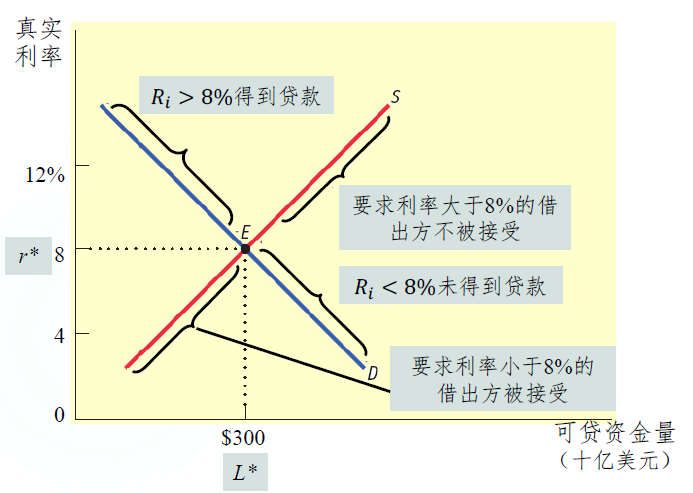 真实
利率
R_i > 8%得到贷款
S
12%
要求利率大于8%的借
出方不被接受
E
r*
8
R_i < 8%未得到贷款
4
D
要求利率小于8%的
借出方被接受
0
$300
L*
可贷资金量
（十亿美元）